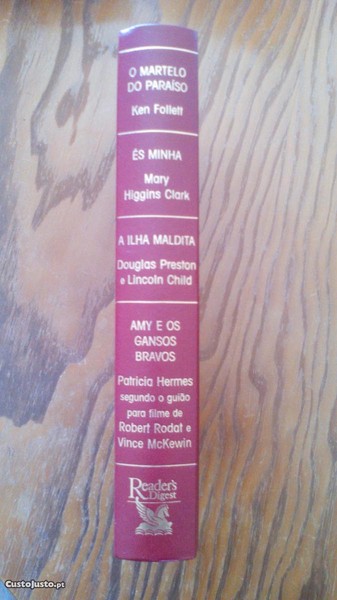 O MARTELO
DO PARAÍSO
Ken Follett
ÉS MINHA
Mary
Higgins Clark
A ILHA MALDITA
Douglas Preston
e Lincoln Child
AMY E OS
GANSOS
BRAVOS
Patricia Hermes
segundo o guião
para filme de
Robert Rodat e
Vince McKewin
Reader's
Digest
CustoJusto.pt